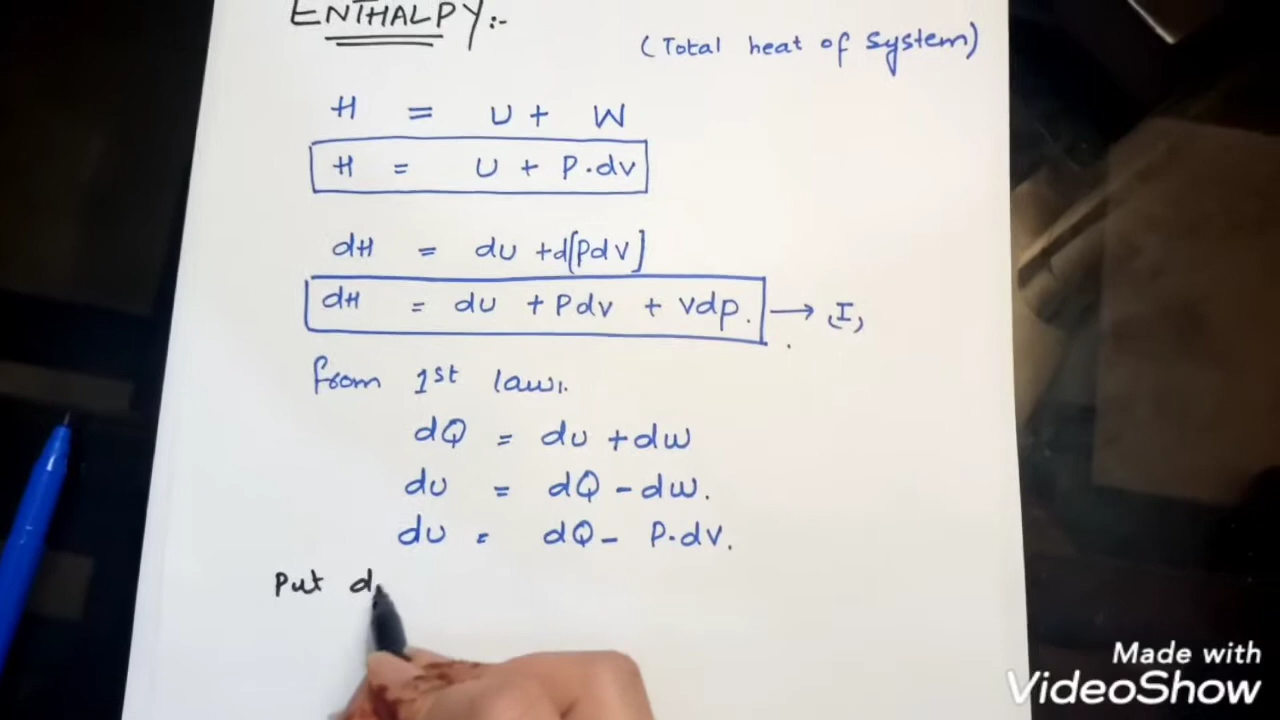 ENTHALPY:-
(Total heat of system)
H = U + W
H = U + P.dv
dH = du + d[Pdv]
dH = du + Pdv + vdp. → (I)
from 1st law,
dQ = du + dw
du = dQ - dw.
du = dQ - P.dv.
Put d
Made with
VideoShow